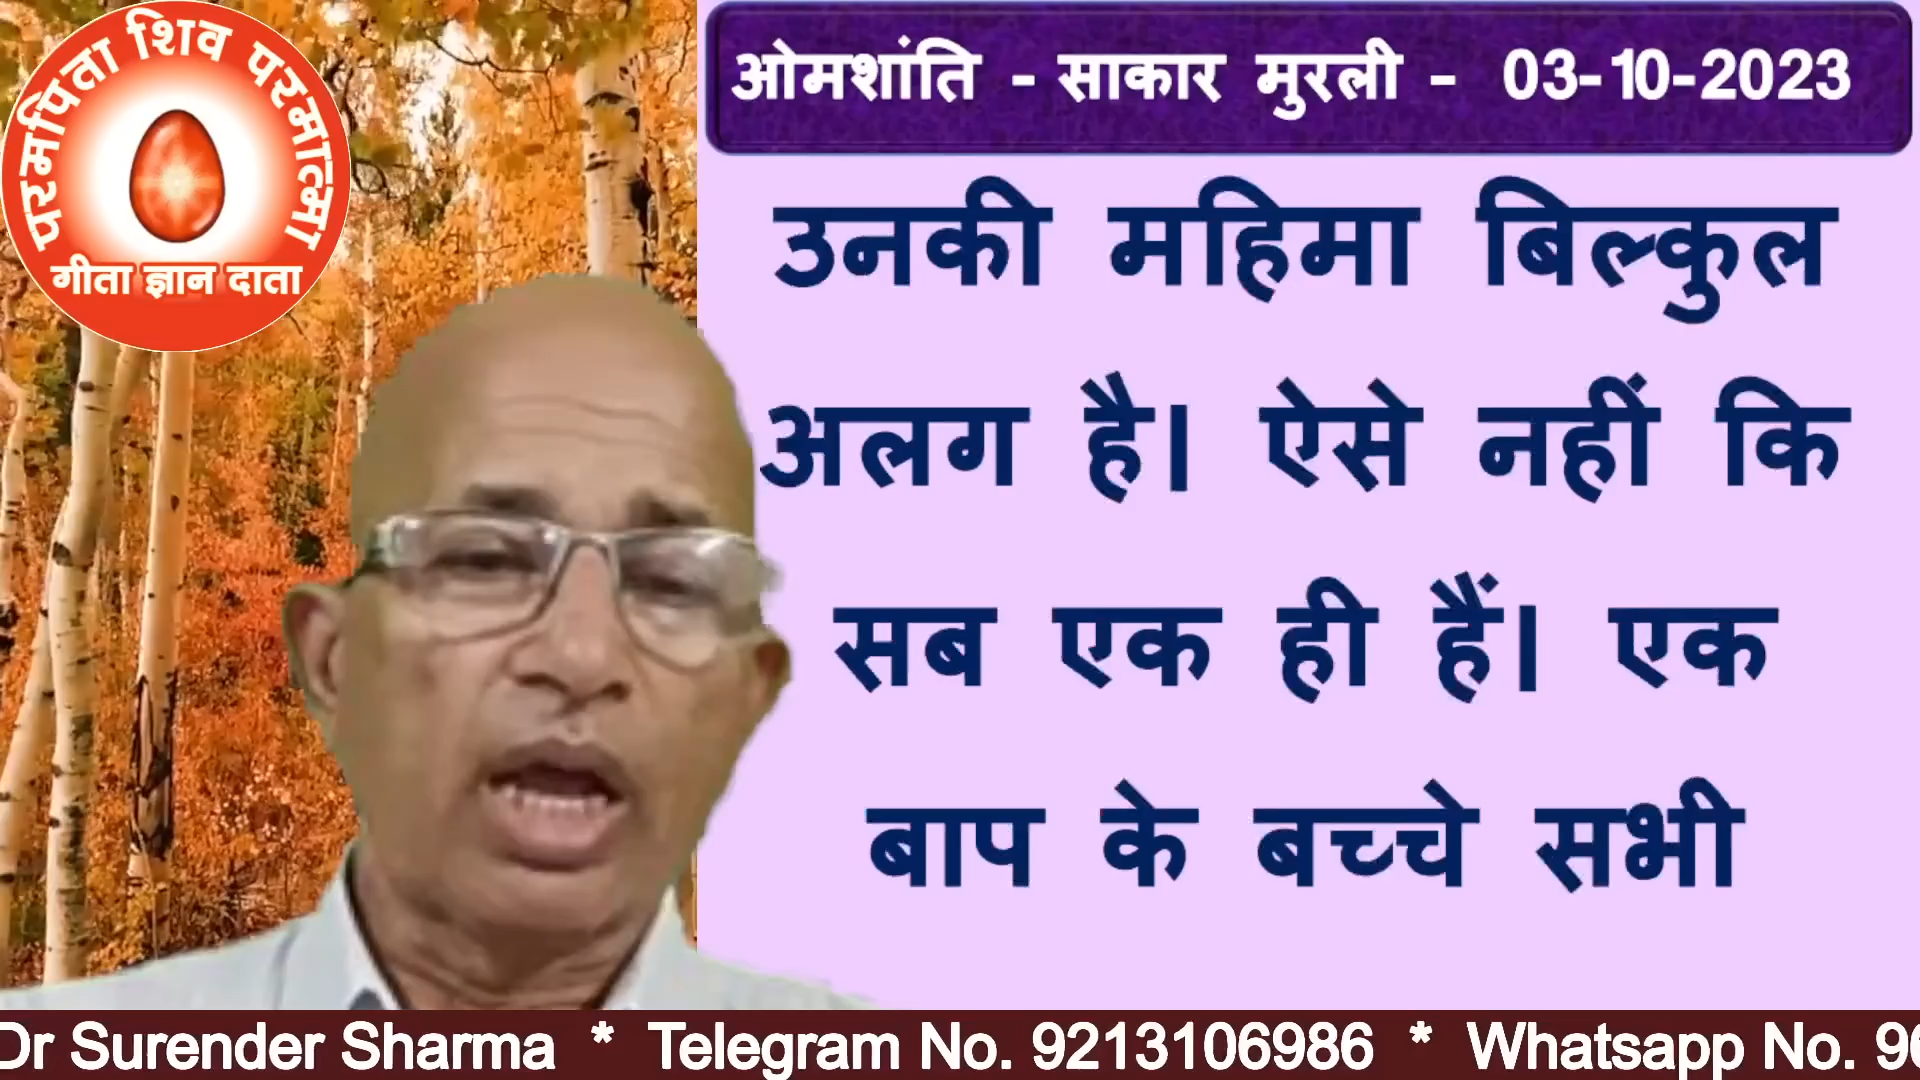 परमपिता शिव परमात्मा
गीता ज्ञान दाता
ओमशांति - साकार मुरली - 03-10-2023
उनकी महिमा बिल्कुल
अलग है। ऐसे नहीं कि
सब एक ही हैं। एक
बाप के बच्चे सभी
Dr Surender Sharma * Telegram No. 9213106986 * Whatsapp No.